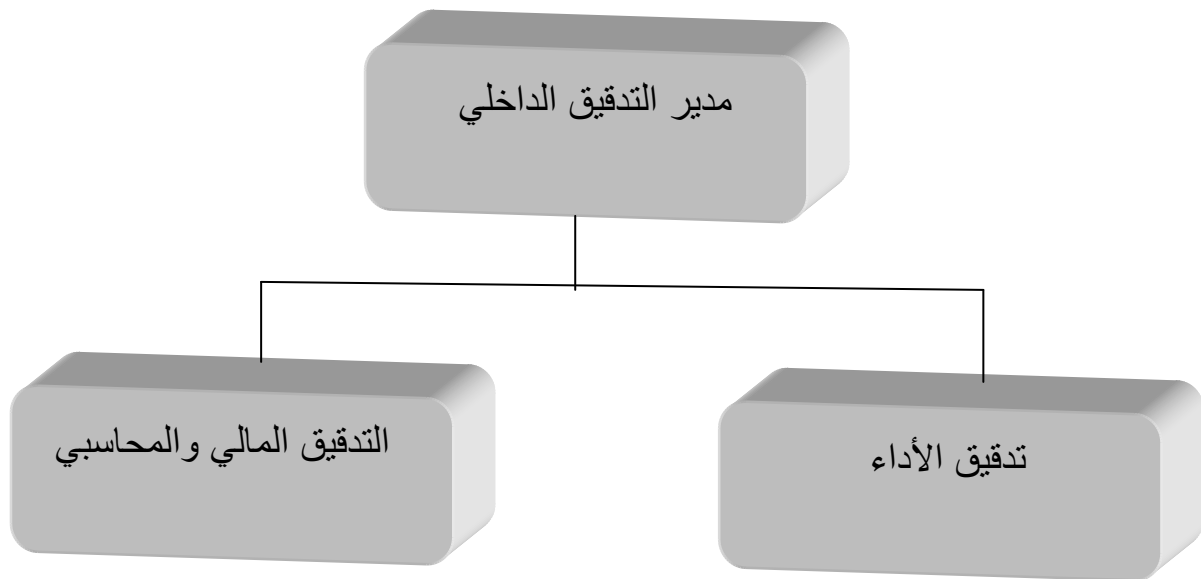 مدير التدقيق الداخلي
تدقيق الأداء
التدقيق المالي والمحاسبي